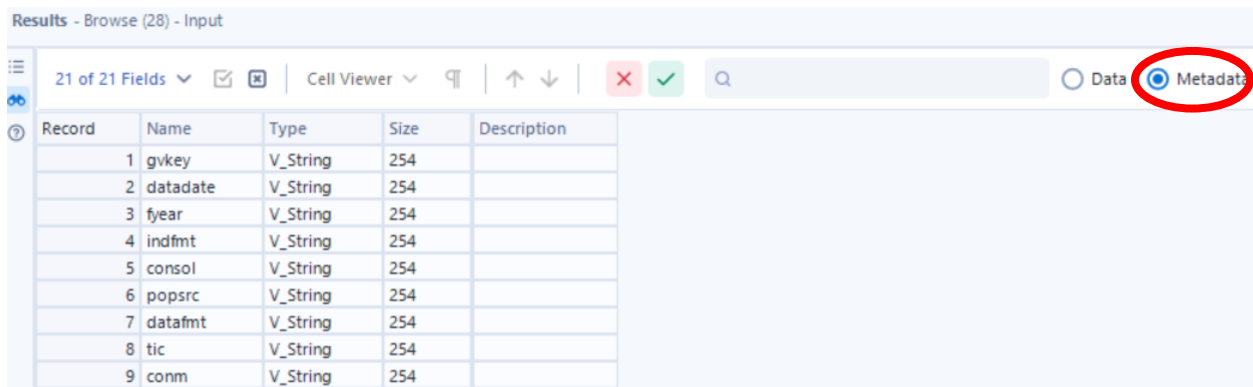 Results - Browse (28) - Input
21 of 21 Fields Cell Viewer Data Metadata
Record Name Type Size Description
1 gvkey V_String 254
2 datadate V_String 254
3 fyear V_String 254
4 indfmt V_String 254
5 consol V_String 254
6 popsrc V_String 254
7 datafmt V_String 254
8 tic V_String 254
9 conm V_String 254